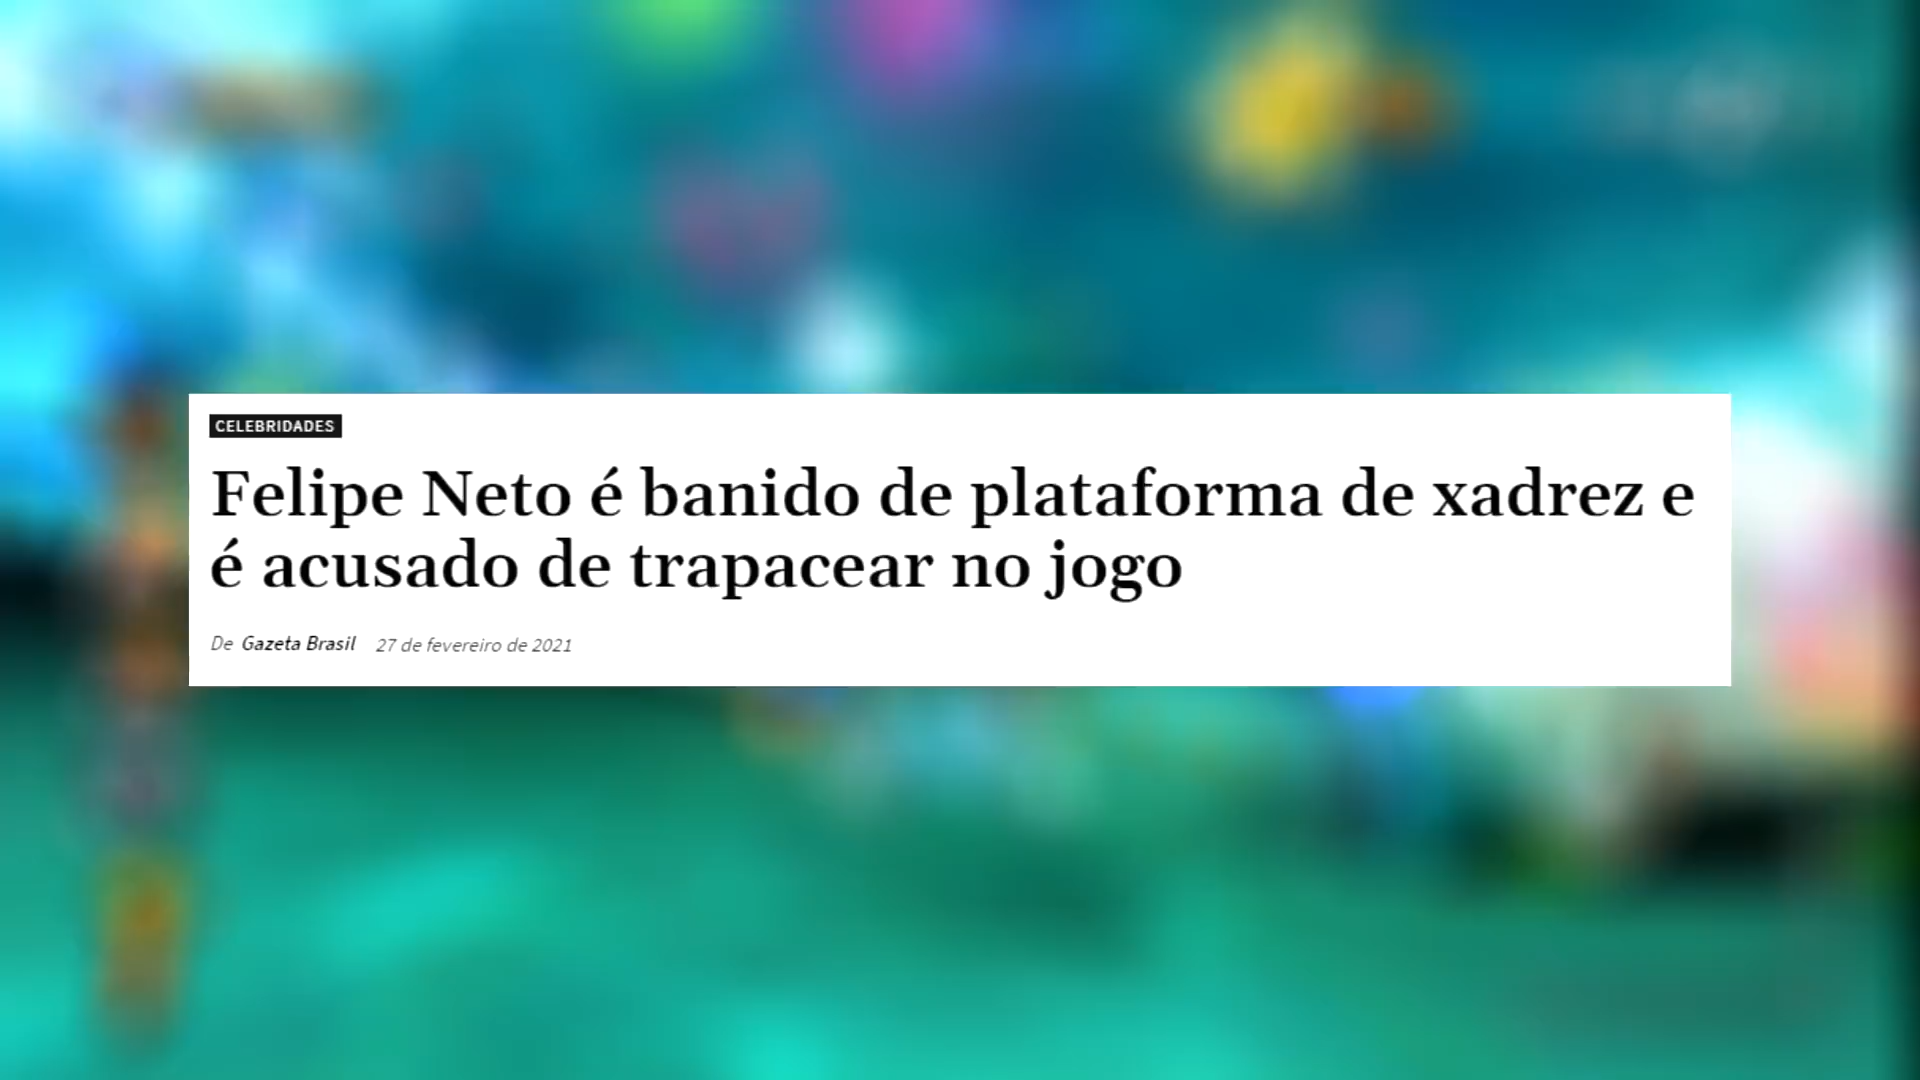 CELEBRIDADES
Felipe Neto é banido de plataforma de xadrez e
é acusado de trapacear no jogo
De Gazeta Brasil 27 de fevereiro de 2021